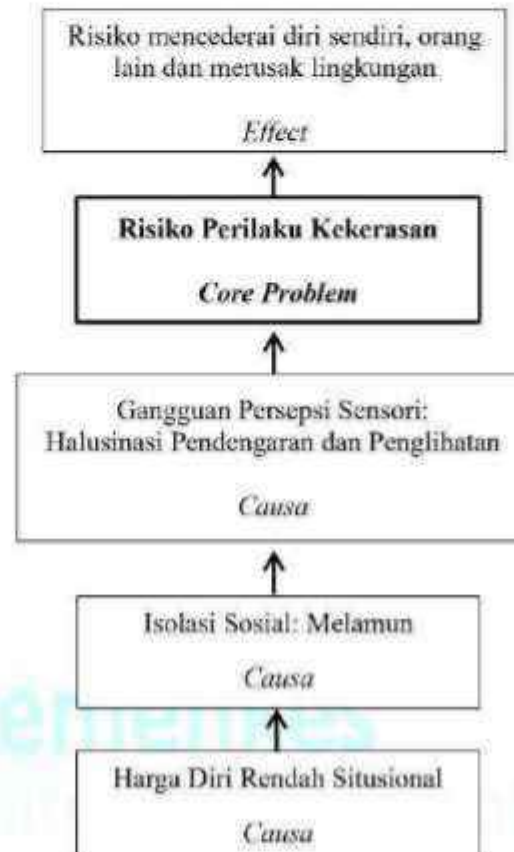 Risiko mencederai diri sendiri, orang
lain dan merusak lingkungan
Effect
Risiko Perilaku Kekerasan
Core Problem
Gangguan Persepsi Sensori:
Halusinasi Pendengaran dan Penglihatan
Causa
Isolasi Sosial: Melamun
Causa
Harga Diri Rendah Situsional
Causa